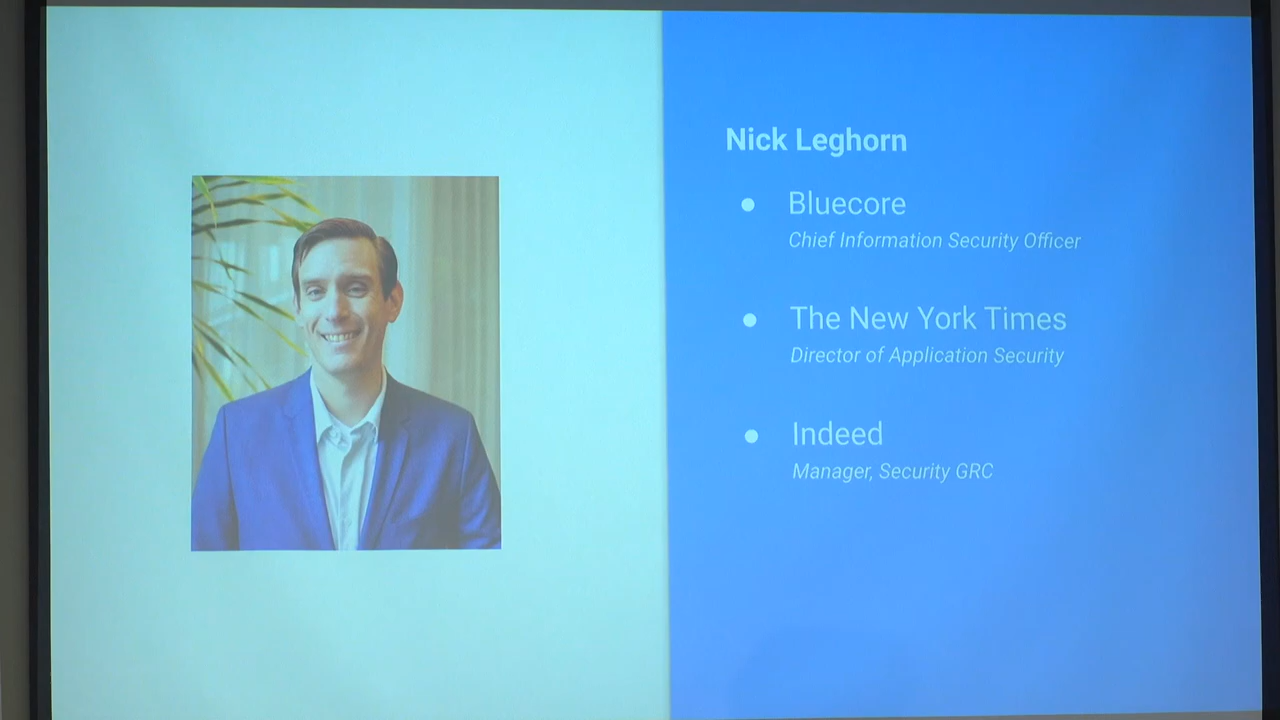 Nick Leghorn
● Bluecore
Chief Information Security Officer
● The New York Times
Director of Application Security
● Indeed
Manager, Security GRC